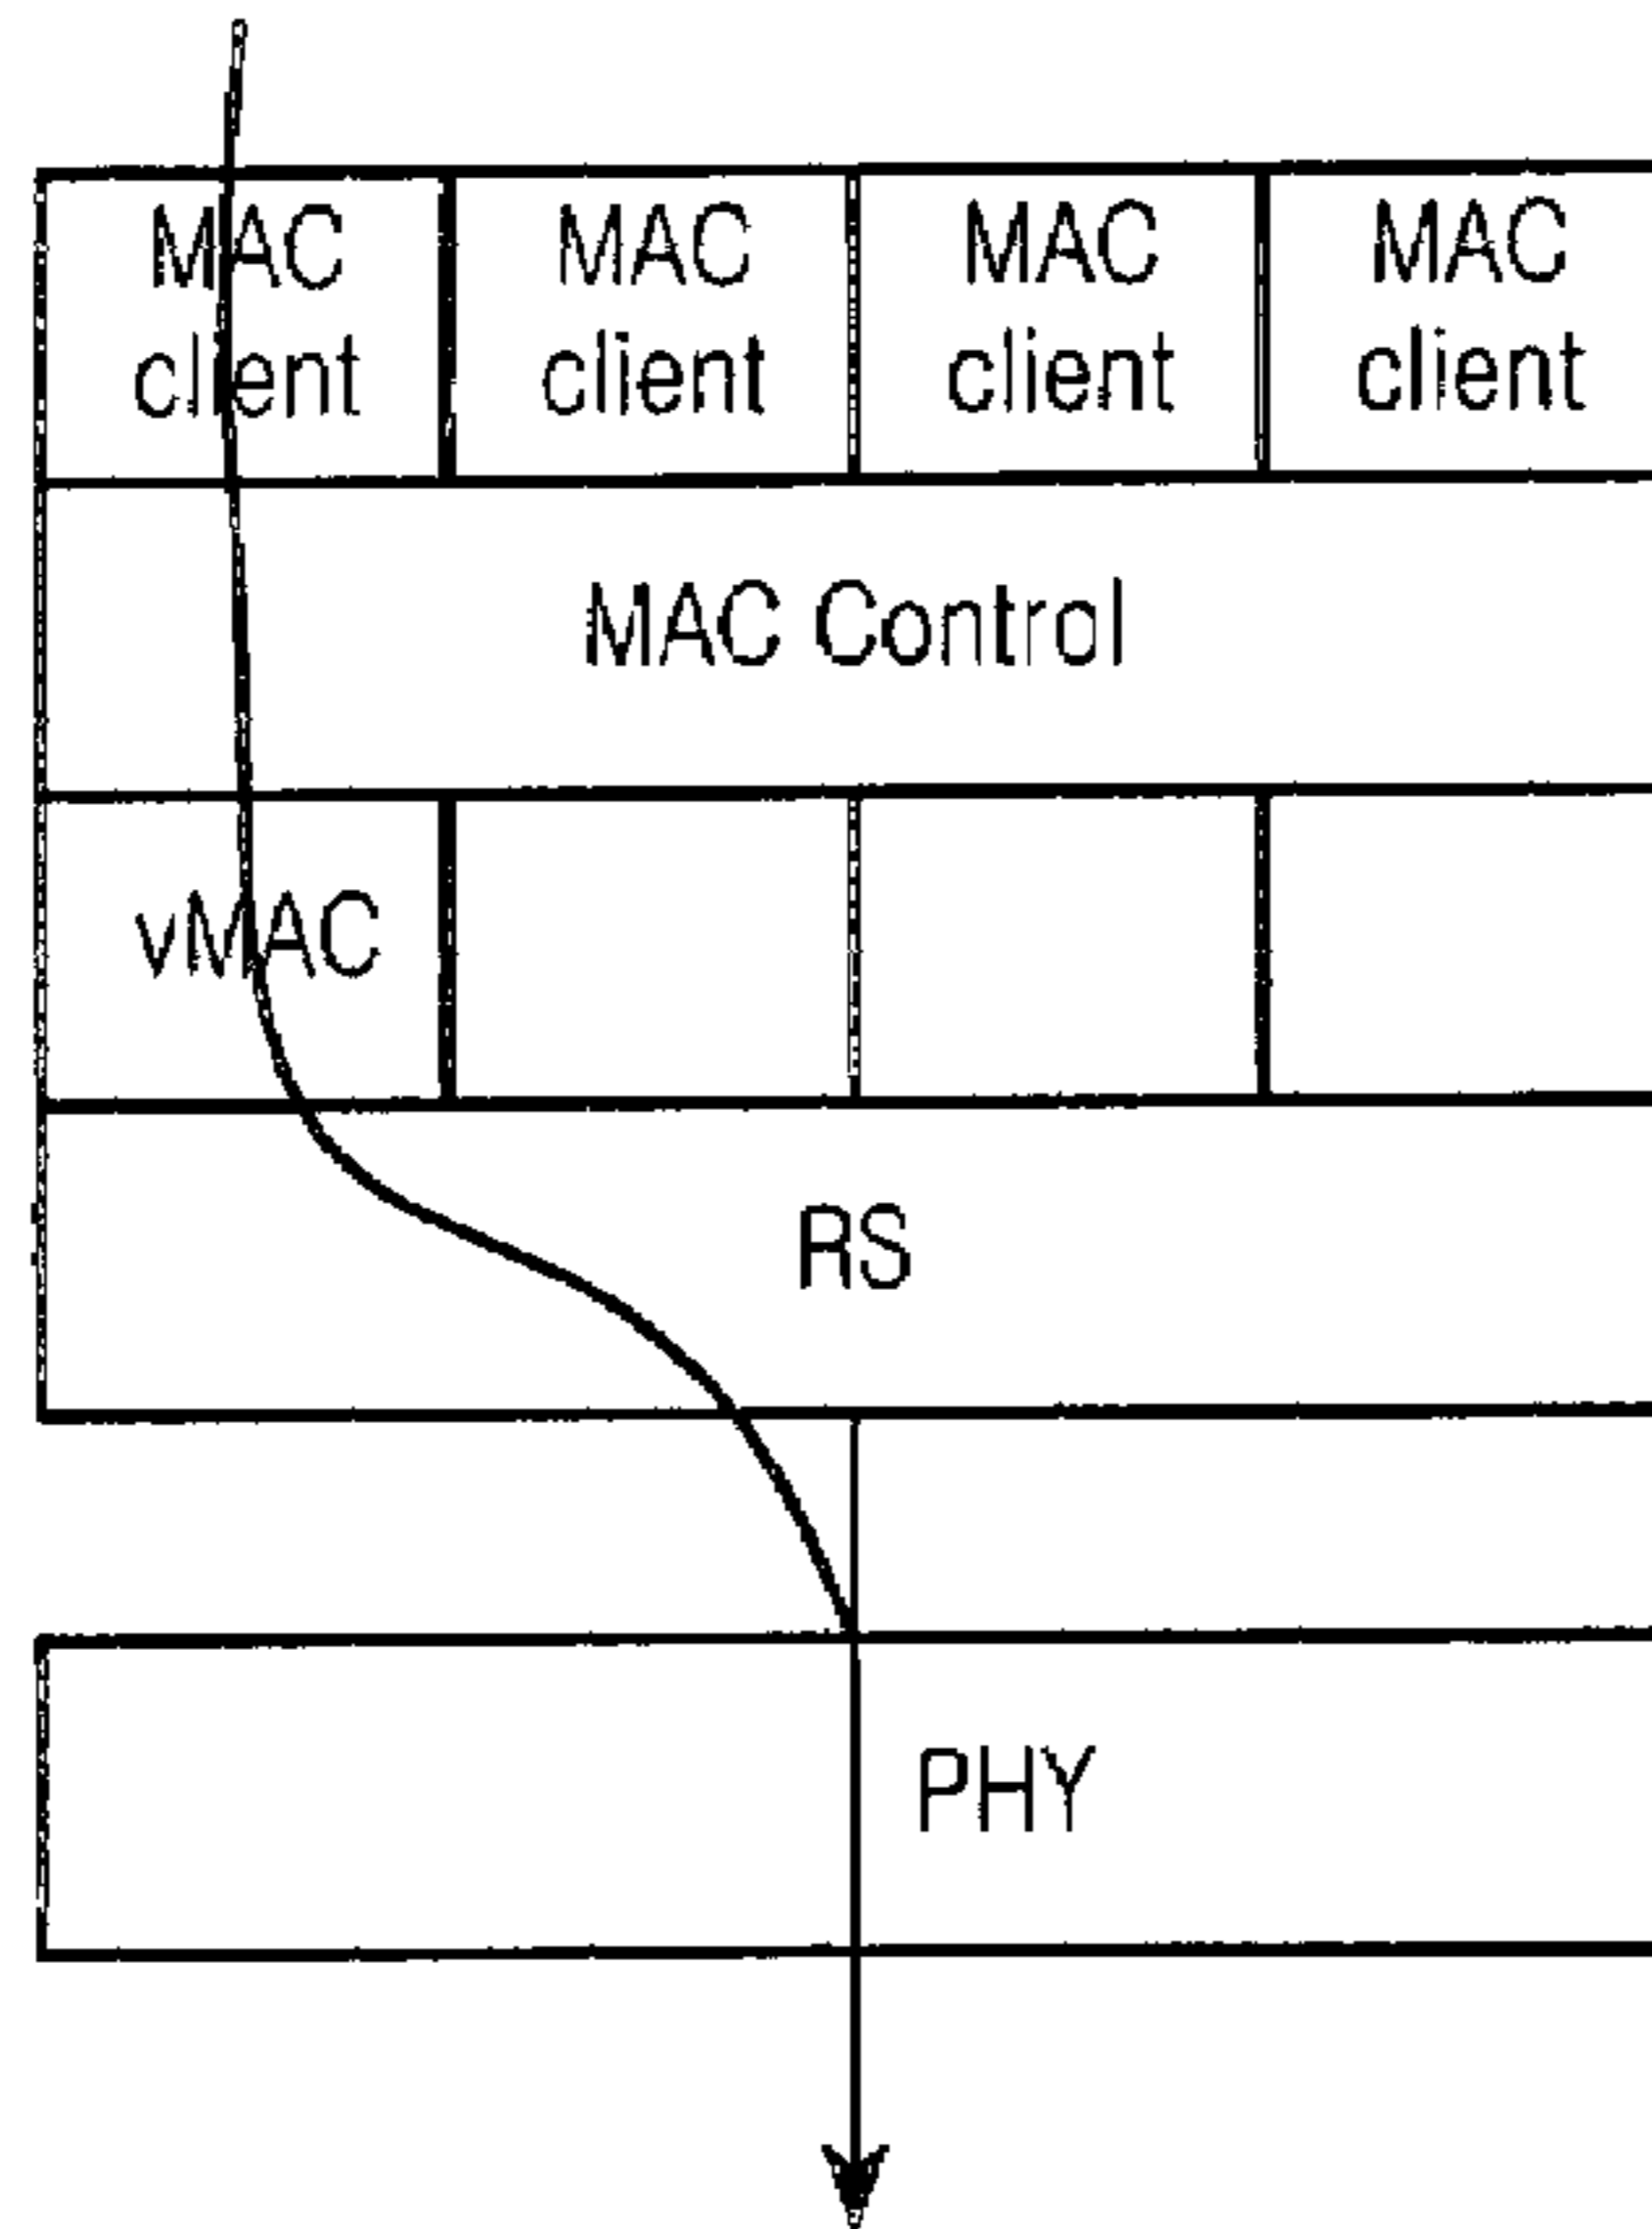 MAC MAC MAC MAC
client client client client
MAC Control
vMAC
RS
PHY